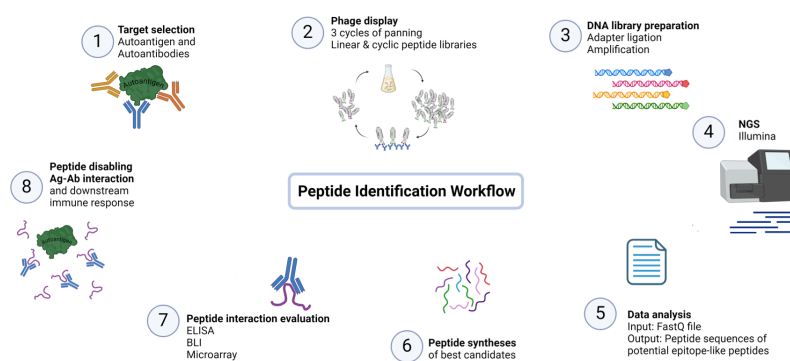 1
Target selection
Autoantigen and
Autoantibodies
Autoantigen
2
Phage display
3 cycles of panning
Linear & cyclic peptide libraries
3
DNA library preparation
Adapter ligation
Amplification
4
NGS
Illumina
Peptide Identification Workflow
5
Data analysis
Input: FastQ file
Output: Peptide sequences of
potential epitope-like peptides
6
Peptide syntheses
of best candidates
7
Peptide interaction evaluation
ELISA
BLI
Microarray
8
Peptide disabling
Ag-Ab interaction
and downstream
immune response
Autoantigen